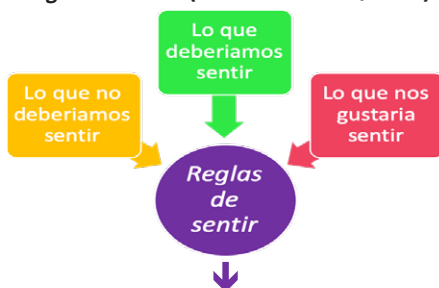 Lo que
deberiamos
sentir
Lo que no
deberiamos
sentir
Lo que nos
gustaria
sentir
Reglas
de
sentir